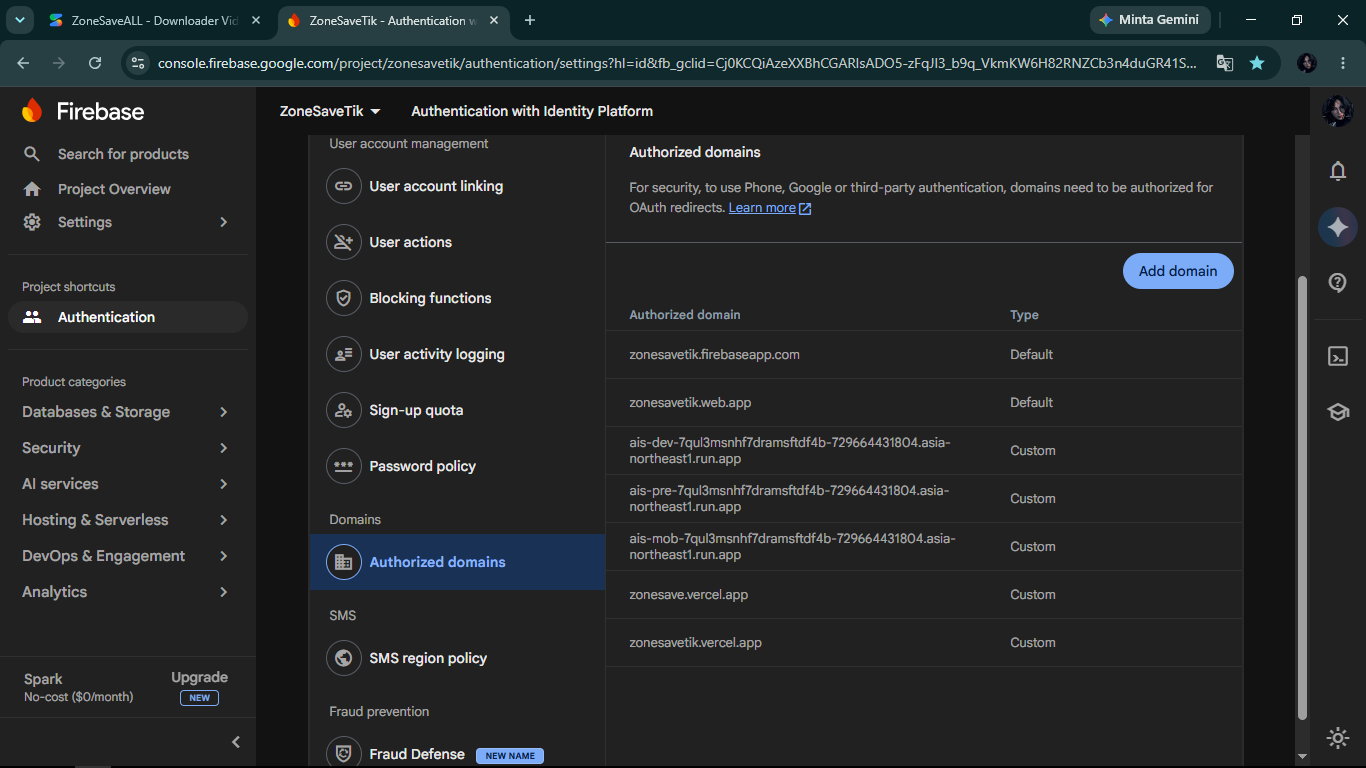 ZoneSaveALL - Downloader Vid
ZoneSaveTik - Authentication w
Minta Gemini
console.firebase.google.com/project/zonesavetik/authentication/settings?hl=id&fb_gclid=Cj0KCQiAzeXXBhCGARIsADO5-zFqJl3_b9q_VkmKW6H82RNZCb3n4duGR41S...
Firebase
Search for products
Project Overview
Settings
Project shortcuts
Authentication
Product categories
Databases & Storage
Security
AI services
Hosting & Serverless
DevOps & Engagement
Analytics
Spark
No-cost ($0/month)
Upgrade
NEW
ZoneSaveTik
Authentication with Identity Platform
User account management
User account linking
User actions
Blocking functions
User activity logging
Sign-up quota
Password policy
Domains
Authorized domains
SMS
SMS region policy
Fraud prevention
Fraud Defense NEW NAME
Authorized domains
For security, to use Phone, Google or third-party authentication, domains need to be authorized for
OAuth redirects. Learn more
Add domain
Authorized domain Type
zonesavetik.firebaseapp.com Default
zonesavetik.web.app Default
ais-dev-7qul3msnhf7dramsftdf4b-729664431804.asia-
northeast1.run.app Custom
ais-pre-7qul3msnhf7dramsftdf4b-729664431804.asia-
northeast1.run.app Custom
ais-mob-7qul3msnhf7dramsftdf4b-729664431804.asia-
northeast1.run.app Custom
zonesave.vercel.app Custom
zonesavetik.vercel.app Custom